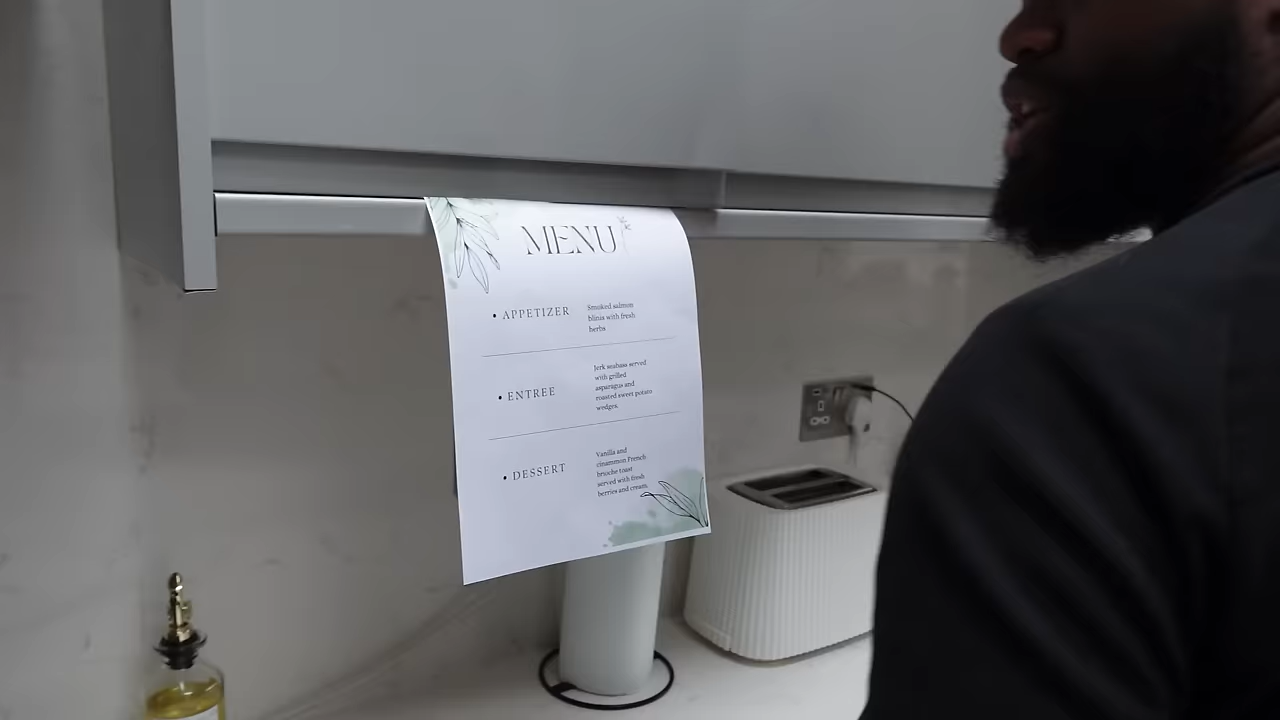 MENU
• APPETIZER
Smoked salmon
blinis with fresh
herbs
• ENTREE
Jerk seabass served
with grilled
asparagus and
roasted sweet potato
wedges.
• DESSERT
Vanilla and
cinammon French
brioche toast
served with fresh
berries and cream.